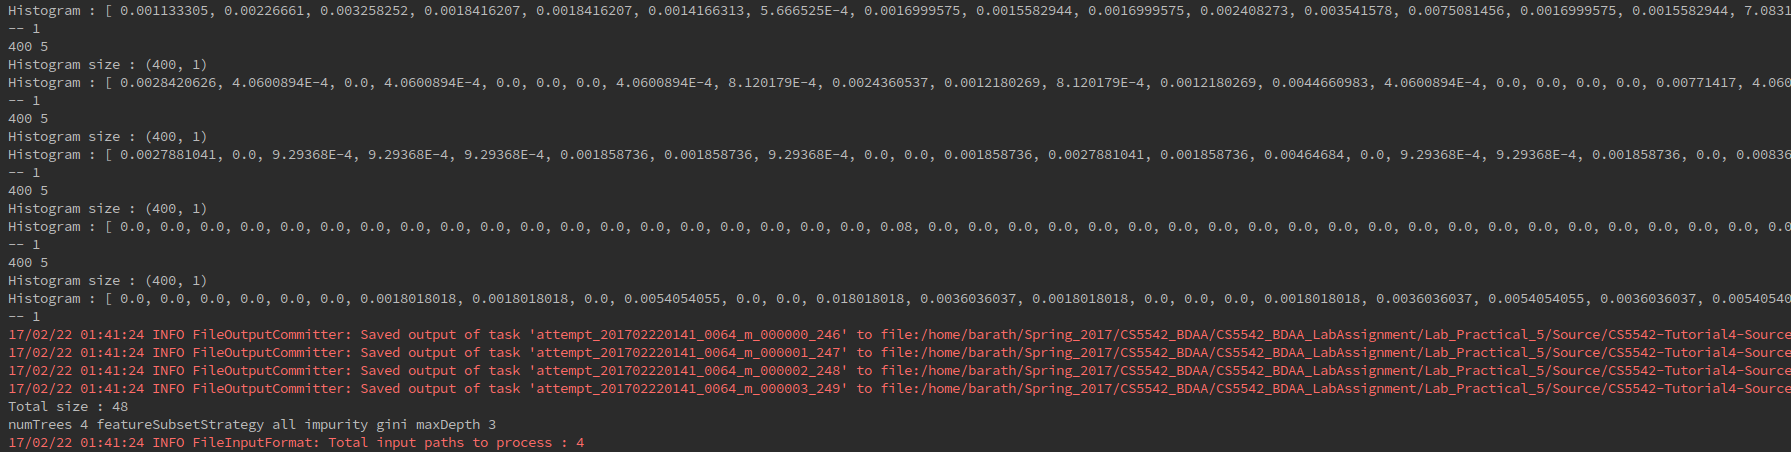 Histogram : [ 0.001133305, 0.00226661, 0.003258252, 0.0018416207, 0.0018416207, 0.0014166313, 5.666525E-4, 0.0016999575, 0.0015582944, 0.0016999575, 0.002408273, 0.003541578, 0.0075081456, 0.0016999575, 0.0015582944, 7.0831
-- 1
400 5
Histogram size : (400, 1)
Histogram : [ 0.0028420626, 4.0600894E-4, 0.0, 4.0600894E-4, 0.0, 0.0, 0.0, 4.0600894E-4, 8.120179E-4, 0.0024360537, 0.0012180269, 8.120179E-4, 0.0012180269, 0.0044660983, 4.0600894E-4, 0.0, 0.0, 0.0, 0.0, 0.00771417, 4.060
-- 1
400 5
Histogram size : (400, 1)
Histogram : [ 0.0027881041, 0.0, 9.29368E-4, 9.29368E-4, 9.29368E-4, 0.001858736, 0.001858736, 9.29368E-4, 0.0, 0.0, 0.001858736, 0.0027881041, 0.001858736, 0.00464684, 0.0, 9.29368E-4, 9.29368E-4, 0.001858736, 0.0, 0.00836
-- 1
400 5
Histogram size : (400, 1)
Histogram : [ 0.0, 0.0, 0.0, 0.0, 0.0, 0.0, 0.0, 0.0, 0.0, 0.0, 0.0, 0.0, 0.0, 0.0, 0.0, 0.0, 0.0, 0.0, 0.0, 0.08, 0.0, 0.0, 0.0, 0.0, 0.0, 0.0, 0.0, 0.0, 0.0, 0.0, 0.0, 0.0, 0.0, 0.0, 0.0, 0.0, 0.0, 0.0, 0.0, 0.0, 0.0, 0.0
-- 1
400 5
Histogram size : (400, 1)
Histogram : [ 0.0, 0.0, 0.0, 0.0, 0.0, 0.0, 0.0018018018, 0.0018018018, 0.0, 0.0054054055, 0.0, 0.0, 0.018018018, 0.0036036037, 0.0018018018, 0.0, 0.0, 0.0, 0.0018018018, 0.0036036037, 0.0054054055, 0.0036036037, 0.0054054​0
-- 1
17/02/22 01:41:24 INFO FileOutputCommitter: Saved output of task 'attempt_201702220141_0064_m_000000_246' to file:/home/barath/Spring_2017/CS5542_BDAA/CS5542_BDAA_LabAssignment/Lab_Practical_5/Source/CS5542-Tutorial4-Source
17/02/22 01:41:24 INFO FileOutputCommitter: Saved output of task 'attempt_201702220141_0064_m_000001_247' to file:/home/barath/Spring_2017/CS5542_BDAA/CS5542_BDAA_LabAssignment/Lab_Practical_5/Source/CS5542-Tutorial4-Source
17/02/22 01:41:24 INFO FileOutputCommitter: Saved output of task 'attempt_201702220141_0064_m_000002_248' to file:/home/barath/Spring_2017/CS5542_BDAA/CS5542_BDAA_LabAssignment/Lab_Practical_5/Source/CS5542-Tutorial4-Source
17/02/22 01:41:24 INFO FileOutputCommitter: Saved output of task 'attempt_201702220141_0064_m_000003_249' to file:/home/barath/Spring_2017/CS5542_BDAA/CS5542_BDAA_LabAssignment/Lab_Practical_5/Source/CS5542-Tutorial4-Source
Total size : 48
numTrees 4 featureSubsetStrategy all impurity gini maxDepth 3
17/02/22 01:41:24 INFO FileInputFormat: Total input paths to process : 4